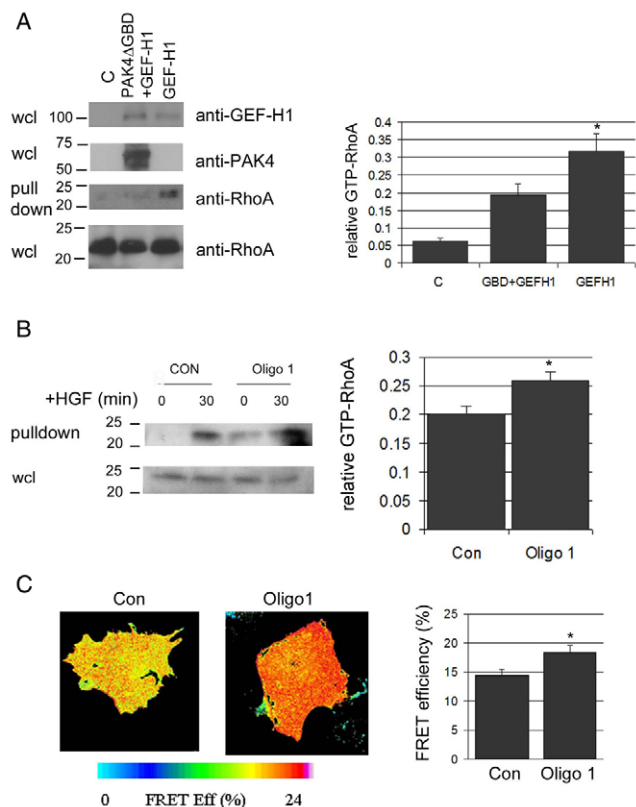 A
C
PAK4ΔGBD
+GEF-H1
GEF-H1
wcl
100
anti-GEF-H1
wcl
75
50
anti-PAK4
pull
down
25
20
anti-RhoA
wcl
25
20
anti-RhoA
relative GTP-RhoA
0.4
0.35
0.3
0.25
0.2
0.15
0.1
0.05
0
*
C
GBD+GEFH1
GEFH1
B
CON
Oligo 1
+HGF (min)
0
30
0
30
pulldown
25
20
wcl
25
20
relative GTP-RhoA
0.3
0.25
0.2
0.15
0.1
0.05
0
*
Con
Oligo 1
C
Con
Oligo1
0
FRET Eff (%)
24
FRET efficiency (%)
25
20
15
10
5
0
*
Con
Oligo 1